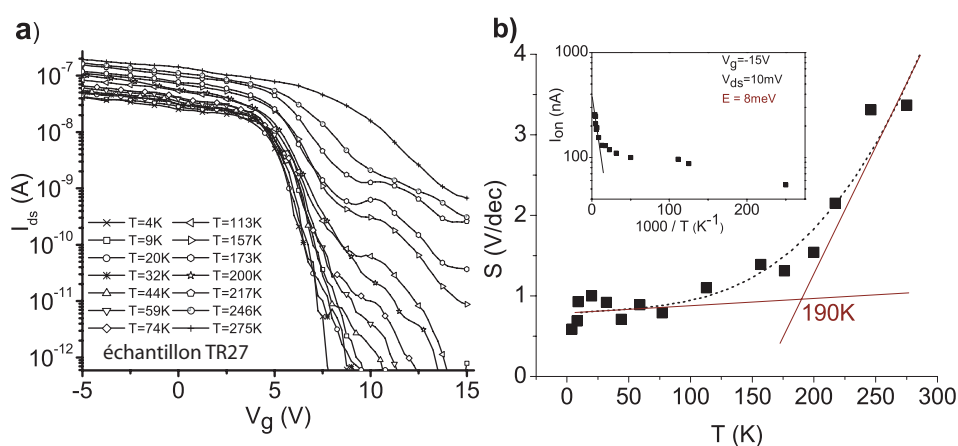 a)
I_ds (A)
10^-7
10^-8
10^-9
10^-10
10^-11
10^-12
T=4K T=113K
T=9K T=157K
T=20K T=173K
T=32K T=200K
T=44K T=217K
T=59K T=246K
T=74K T=275K
échantillon TR27
-5 0 5 10 15
V_g (V)
b)
S (V/dec)
4
3
2
1
0
1000
100
I_on (nA)
V_g=-15V
V_ds=10mV
E = 8meV
0 100 200
1000 / T (K^-1)
190K
0 50 100 150 200 250 300
T (K)